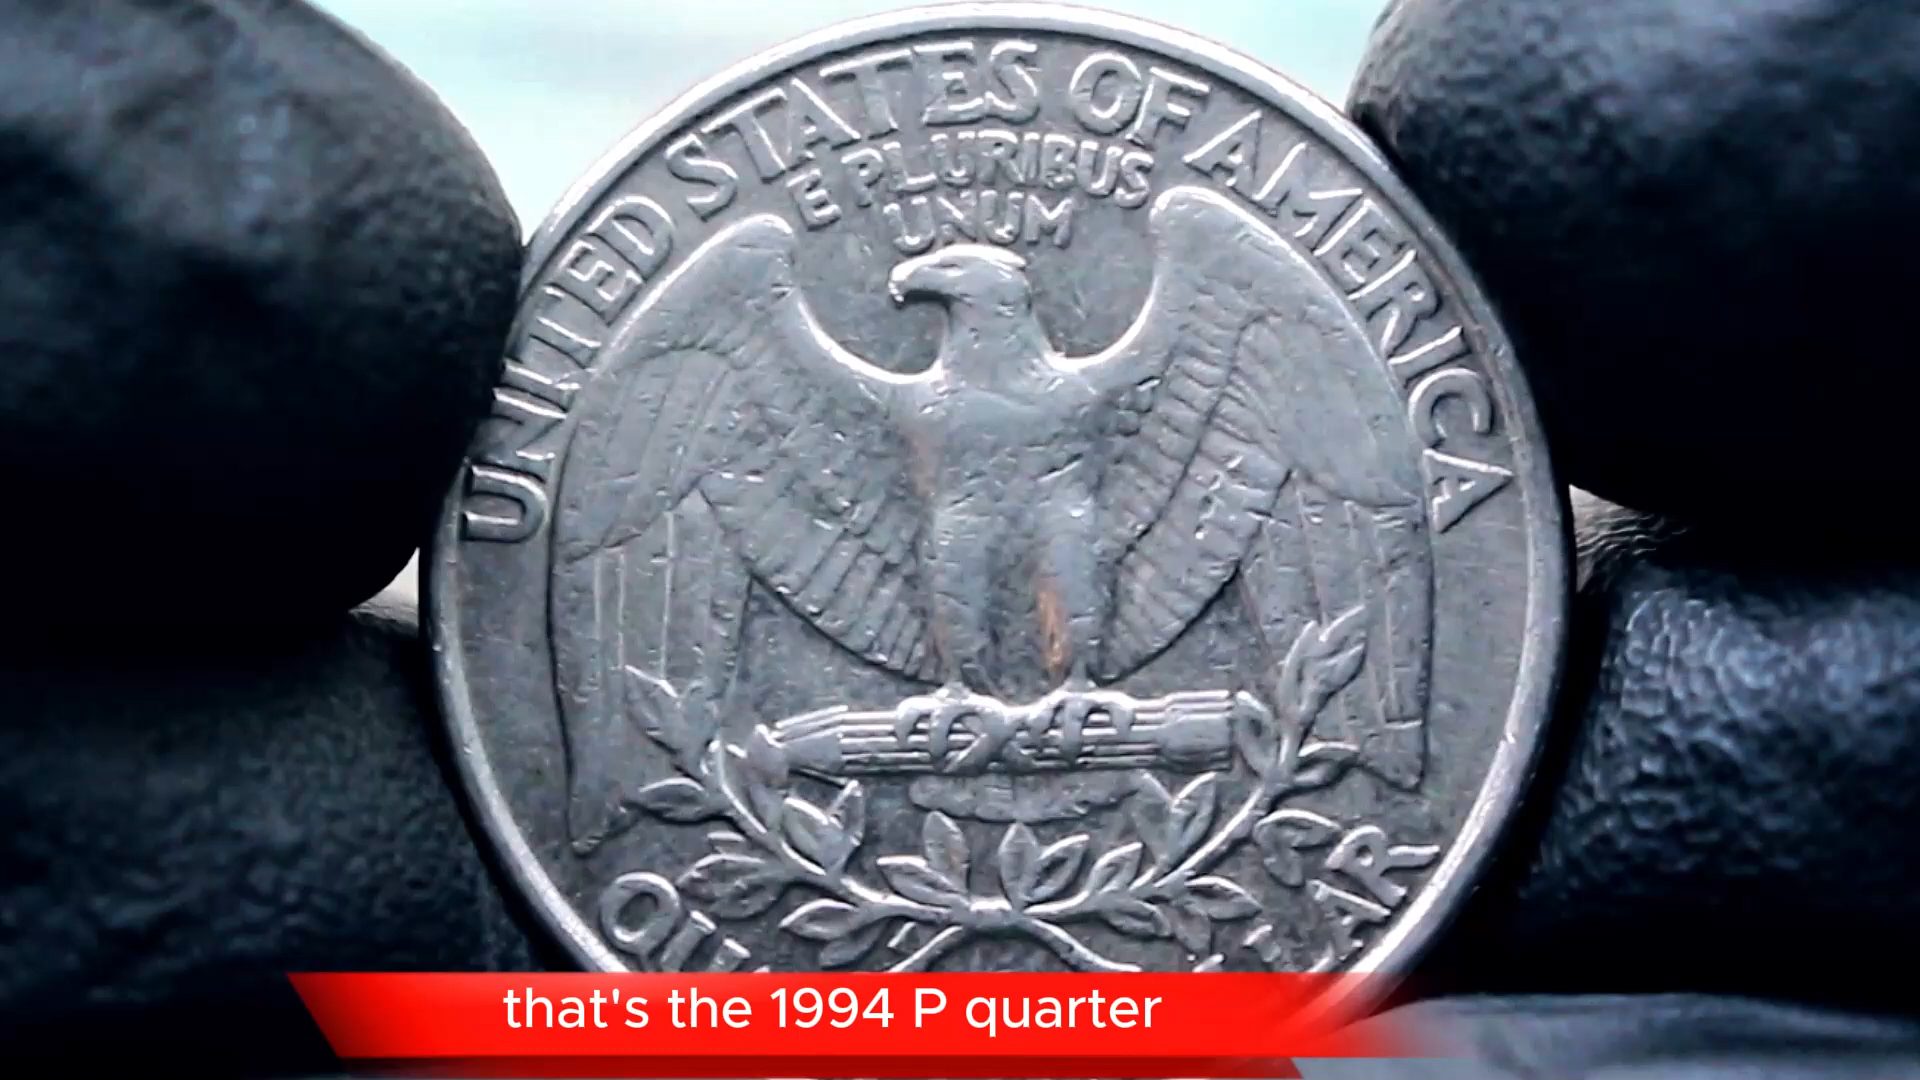 UNITED STATES OF AMERICA
E PLURIBUS
UNUM
that's the 1994 P quarter